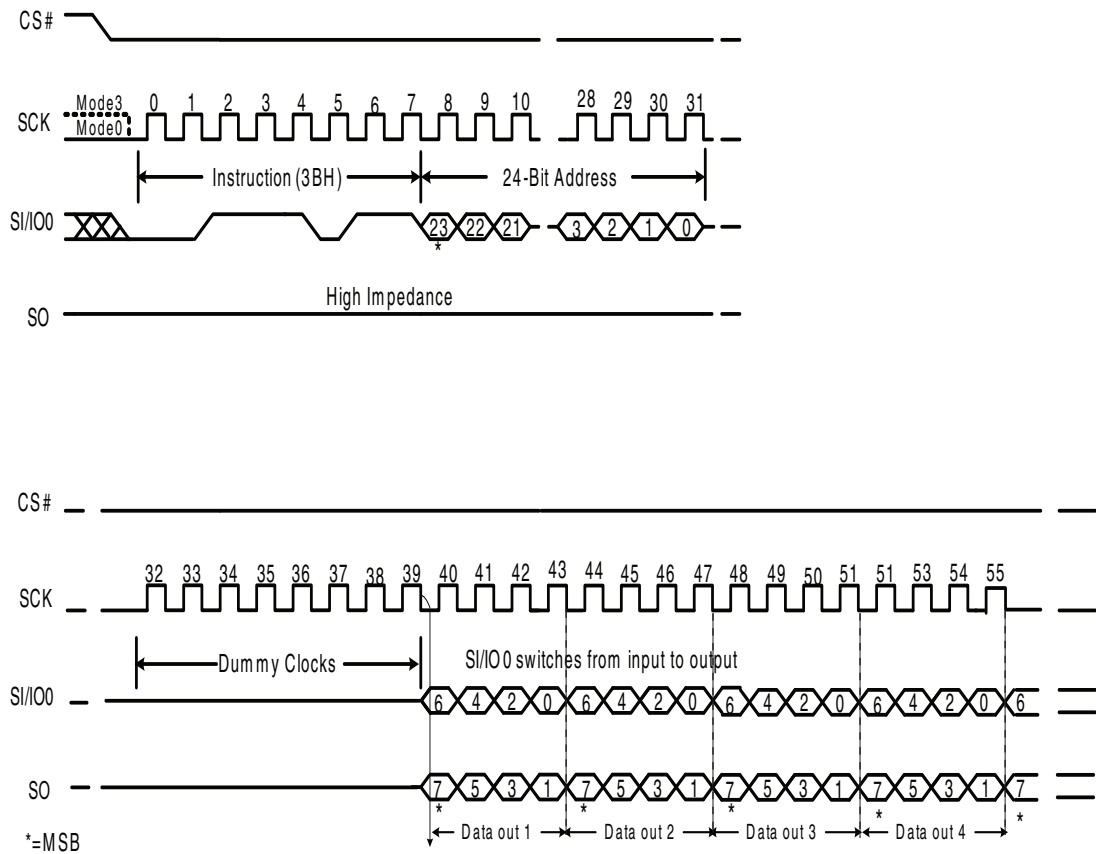 CS#
Mode3 0 1 2 3 4 5 6 7 8 9 10 28 29 30 31
SCK
Mode0
Instruction (3BH) 24-Bit Address
SI/IO0 23 22 21 3 2 1 0
*
High Impedance
SO
CS#
32 33 34 35 36 37 38 39 40 41 42 43 44 45 46 47 48 49 50 51 51 53 54 55
SCK
Dummy Clocks SI/IO0 switches from input to output
SI/IO0 6 4 2 0 6 4 2 0 6 4 2 0 6 4 2 0 6
SO 7 5 3 1 7 5 3 1 7 5 3 1 7 5 3 1 7
* * * * *
Data out 1 Data out 2 Data out 3 Data out 4
*=MSB